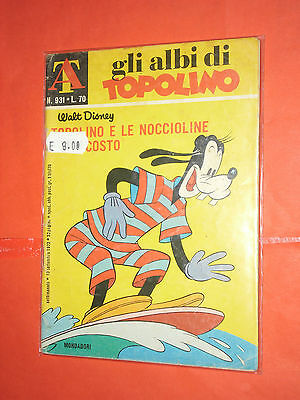 A
T
gli albi di
TOPOLINO
N. 931 • L. 70
Walt Disney
TOPOLINO E LE NOCCIOLINE
COSTO
£ 9.00
MONDADORI